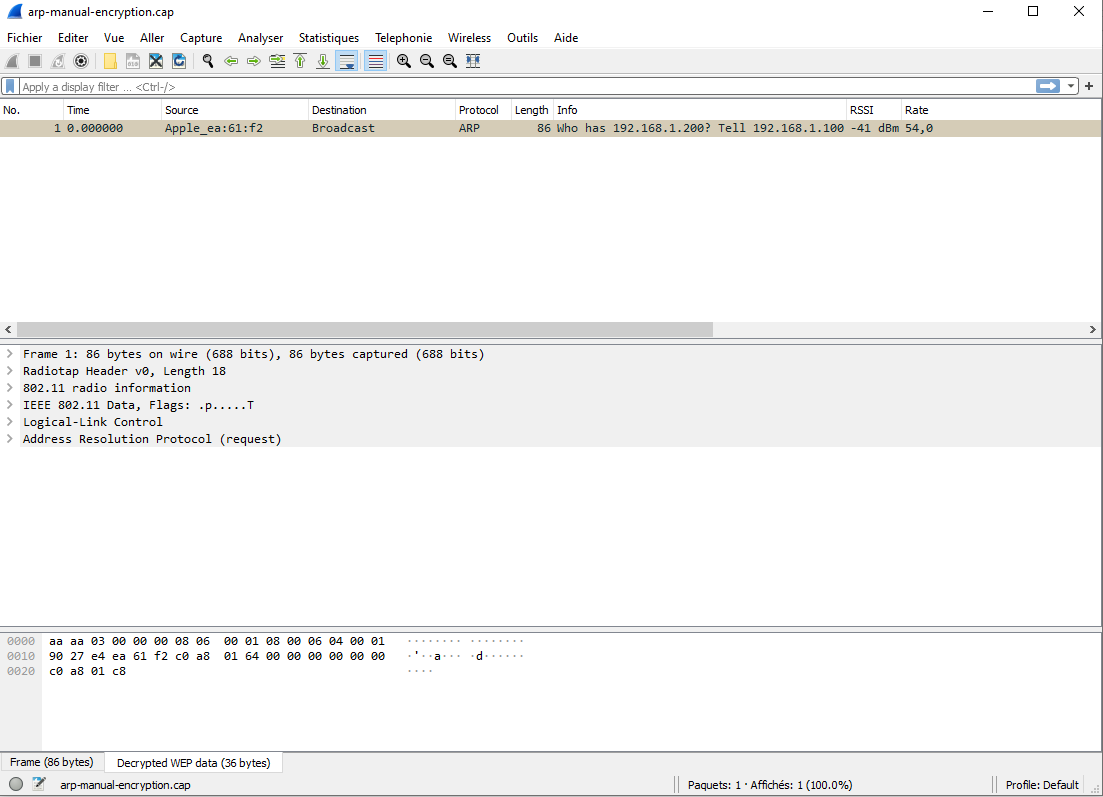 arp-manual-encryption.cap
Fichier Editer Vue Aller Capture Analyser Statistiques Telephonie Wireless Outils Aide
Apply a display filter ... <Ctrl-/>
No. Time Source Destination Protocol Length Info RSSI Rate
1 0.000000 Apple_ea:61:f2 Broadcast ARP 86 Who has 192.168.1.200? Tell 192.168.1.100 -41 dBm 54,0
Frame 1: 86 bytes on wire (688 bits), 86 bytes captured (688 bits)
Radiotap Header v0, Length 18
802.11 radio information
IEEE 802.11 Data, Flags: .p.....T
Logical-Link Control
Address Resolution Protocol (request)
0000 aa aa 03 00 00 00 08 06 00 01 08 00 06 04 00 01 ········ ········
0010 90 27 e4 ea 61 f2 c0 a8 01 64 00 00 00 00 00 00 ·'··a··· ·d······
0020 c0 a8 01 c8 ····
Frame (86 bytes) Decrypted WEP data (36 bytes)
arp-manual-encryption.cap Paquets: 1 · Affichés: 1 (100.0%) Profile: Default